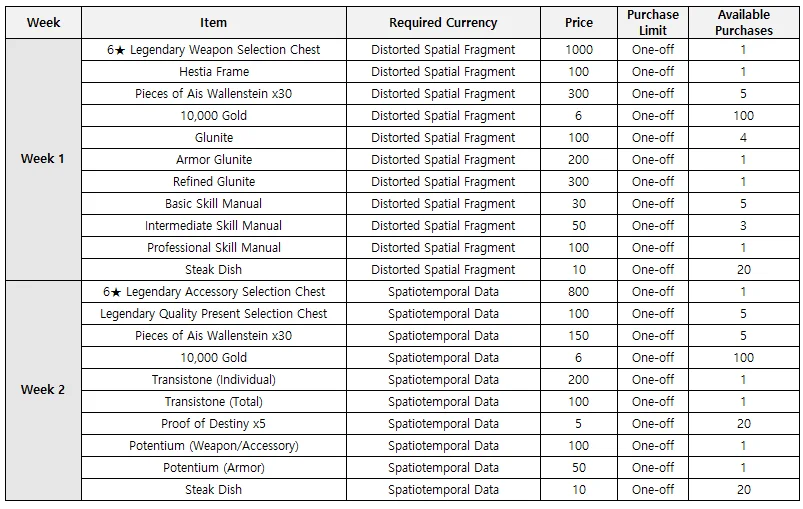 Week Item Required Currency Price Purchase Limit Available Purchases
Week 1
6★ Legendary Weapon Selection Chest Distorted Spatial Fragment 1000 One-off 1
Hestia Frame Distorted Spatial Fragment 100 One-off 1
Pieces of Ais Wallenstein x30 Distorted Spatial Fragment 300 One-off 5
10,000 Gold Distorted Spatial Fragment 6 One-off 100
Glunite Distorted Spatial Fragment 100 One-off 4
Armor Glunite Distorted Spatial Fragment 200 One-off 1
Refined Glunite Distorted Spatial Fragment 300 One-off 1
Basic Skill Manual Distorted Spatial Fragment 30 One-off 5
Intermediate Skill Manual Distorted Spatial Fragment 50 One-off 3
Professional Skill Manual Distorted Spatial Fragment 100 One-off 1
Steak Dish Distorted Spatial Fragment 10 One-off 20
Week 2
6★ Legendary Accessory Selection Chest Spatiotemporal Data 800 One-off 1
Legendary Quality Present Selection Chest Spatiotemporal Data 100 One-off 5
Pieces of Ais Wallenstein x30 Spatiotemporal Data 150 One-off 5
10,000 Gold Spatiotemporal Data 6 One-off 100
Transistone (Individual) Spatiotemporal Data 200 One-off 1
Transistone (Total) Spatiotemporal Data 100 One-off 1
Proof of Destiny x5 Spatiotemporal Data 5 One-off 20
Potentium (Weapon/Accessory) Spatiotemporal Data 100 One-off 1
Potentium (Armor) Spatiotemporal Data 50 One-off 1
Steak Dish Spatiotemporal Data 10 One-off 20